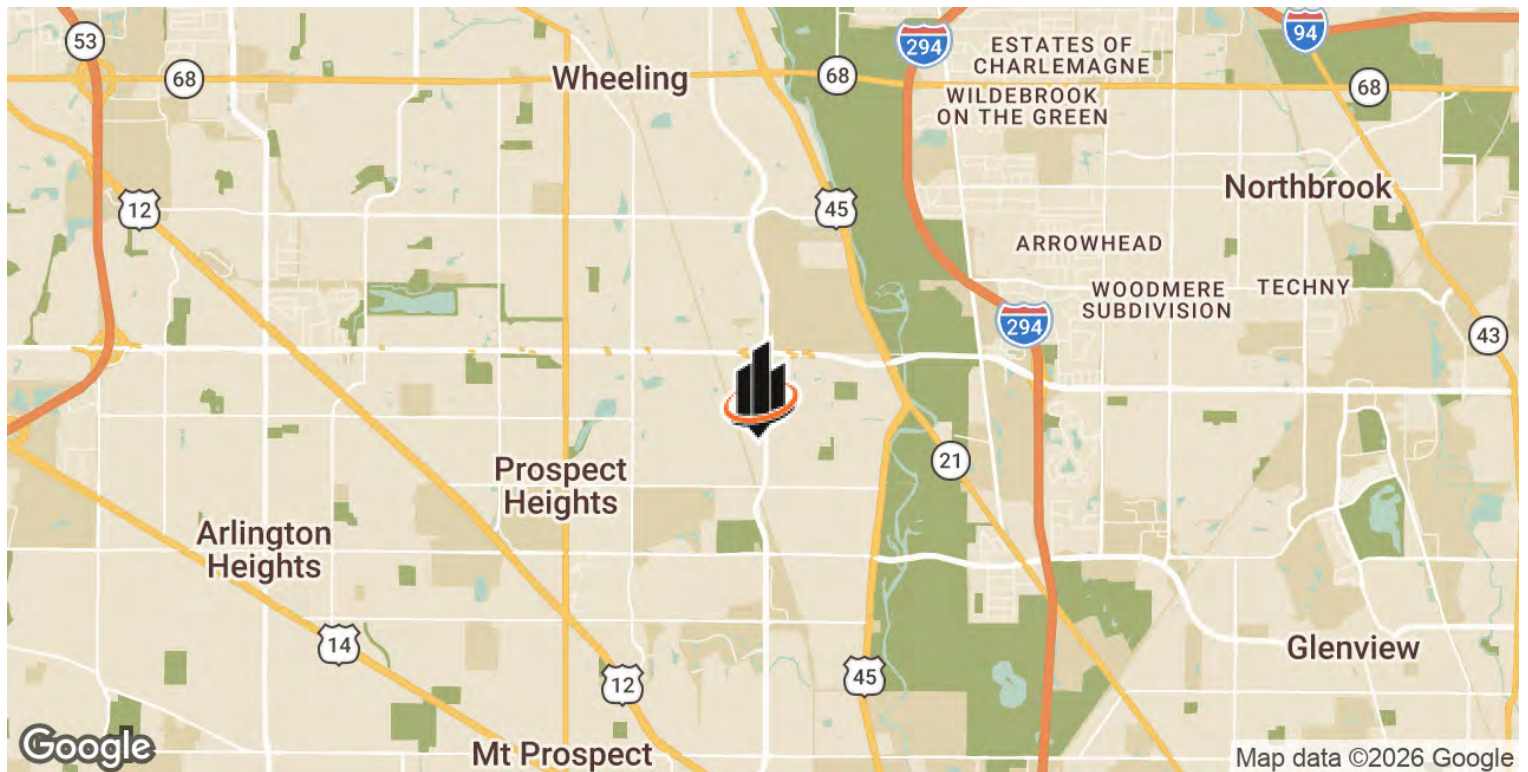 53
68
Wheeling
68
294
ESTATES OF
CHARLEMAGNE
94
68
WILDEBROOK
ON THE GREEN
12
45
Northbrook
ARROWHEAD
WOODMERE
SUBDIVISION
TECHNY
294
43
Prospect
Heights
21
Arlington
Heights
14
12
45
Glenview
Google
Mt Prospect
Map data ©2026 Google